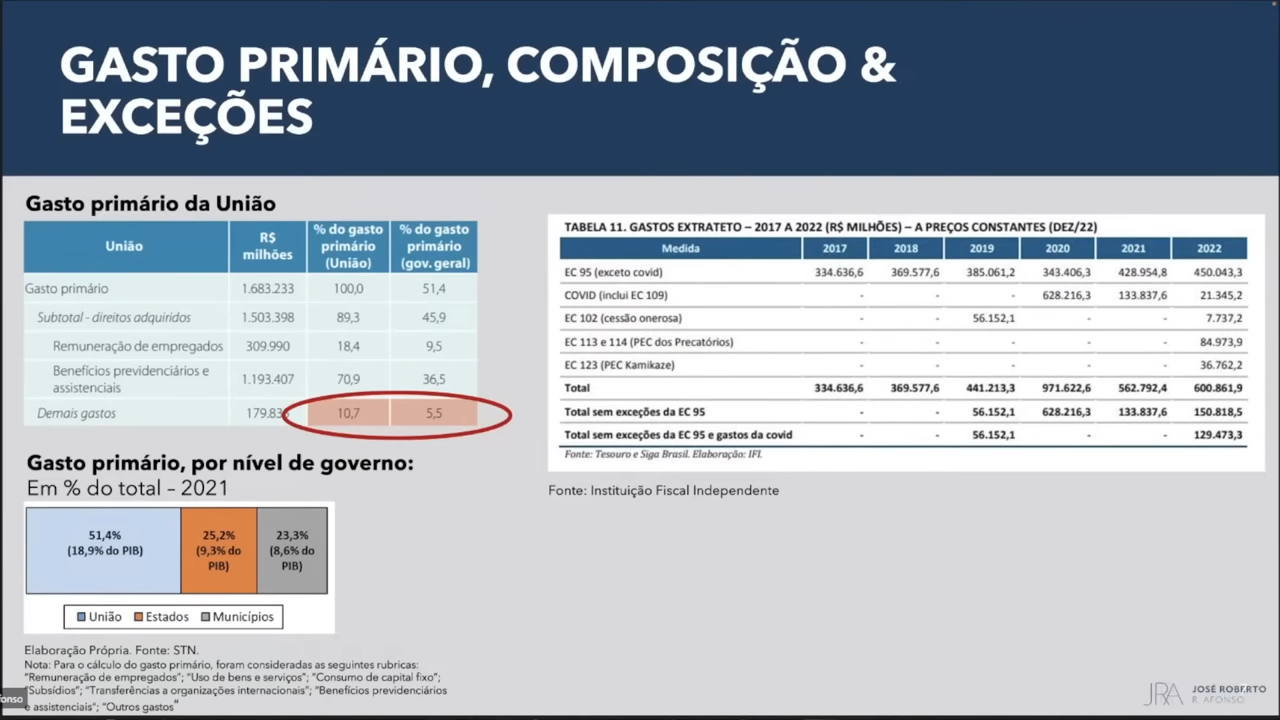 GASTO PRIMÁRIO, COMPOSIÇÃO &
EXCEÇÕES
Gasto primário da União
União R$ milhões % do gasto primário (União) % do gasto primário (gov. geral)
Gasto primário 1.683.233 100,0 51,4
Subtotal - direitos adquiridos 1.503.398 89,3 45,9
Remuneração de empregados 309.990 18,4 9,5
Benefícios previdenciários e assistenciais 1.193.407 70,9 36,5
Demais gastos 10,7 5,5
Gasto primário, por nível de governo:
Em % do total – 2021
51,4% (18,9% do PIB) 25,2% (9,3% do PIB) 23,3% (8,6% do PIB)
União Estados Municípios
Elaboração Própria. Fonte: STN.
Nota: Para o cálculo do gasto primário, foram consideradas as seguintes rubricas:
"Remuneração de empregados"; "Uso de bens e serviços"; "Consumo de capital fixo";
"Subsídios"; "Transferências a organizações internacionais"; "Benefícios previdenciários
e assistenciais"; "Outros gastos"
TABELA 11. GASTOS EXTRATETO – 2017 A 2022 (R$ MILHÕES) – A PREÇOS CONSTANTES (DEZ/22)
Medida 2017 2018 2019 2020 2021 2022
EC 95 (exceto covid) 334.636,6 369.577,6 385.061,2 343.406,3 428.954,8 450.043,3
COVID (inclui EC 109) - - - 628.216,3 133.837,6 21.345,2
EC 102 (cessão onerosa) - - 56.152,1 - - 7.737,2
EC 113 e 114 (PEC dos Precatórios) - - - - - 84.973,9
EC 123 (PEC Kamikaze) - - - - - 36.762,2
Total 334.636,6 369.577,6 441.213,3 971.622,6 562.792,4 600.861,9
Total sem exceções da EC 95 - - 56.152,1 628.216,3 133.837,6 150.818,5
Total sem exceções da EC 95 e gastos da covid - - 56.152,1 - - 129.473,3
Fonte: Tesouro e Siga Brasil. Elaboração: IFI.
Fonte: Instituição Fiscal Independente
JRA JOSÉ ROBERTO
R. AFONSO